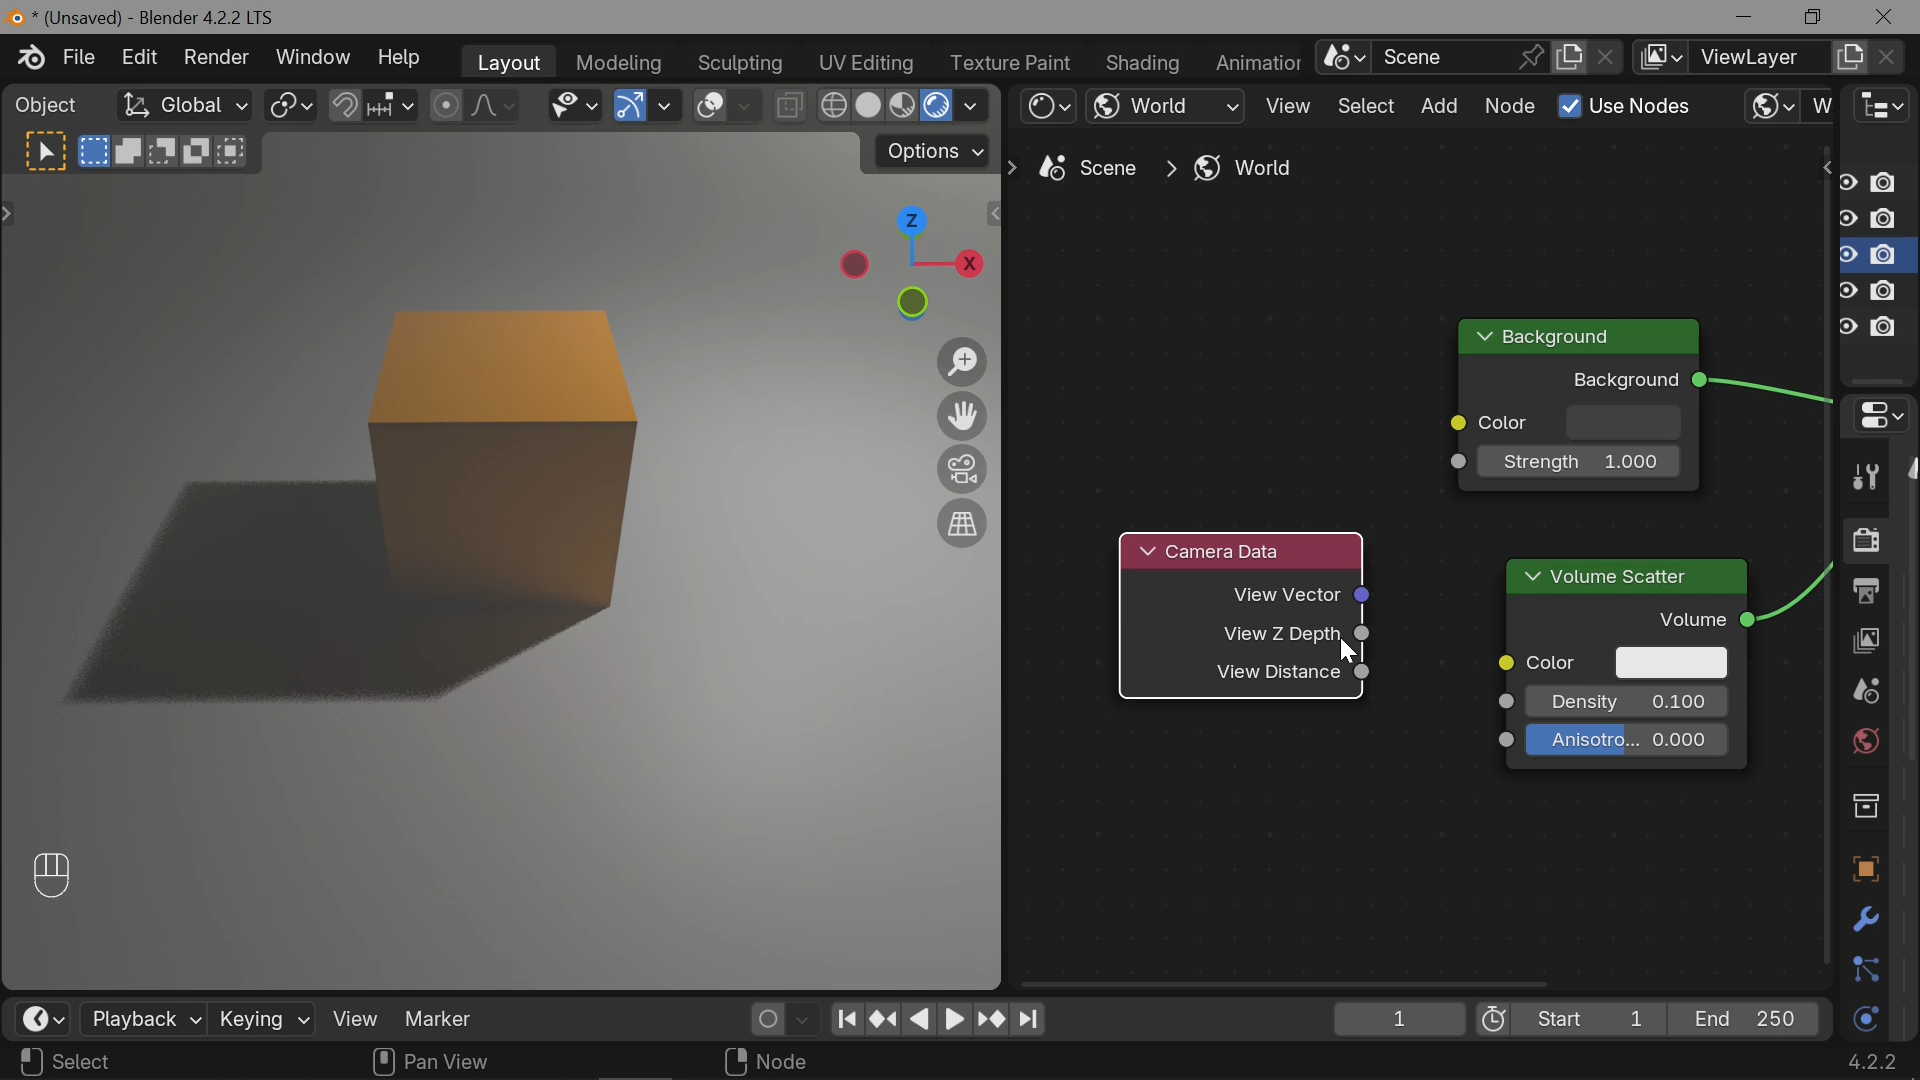 * (Unsaved) - Blender 4.2.2 LTS
File Edit Render Window Help Layout Modeling Sculpting UV Editing Texture Paint Shading Animation Scene ViewLayer
Object Global World View Select Add Node Use Nodes W
Options
Scene > World
Z
X
Background
Background
Color
Strength 1.000
Camera Data
View Vector
View Z Depth
View Distance
Volume Scatter
Volume
Color
Density 0.100
Anisotro... 0.000
Playback Keying View Marker 1 Start 1 End 250
Select Pan View Node 4.2.2